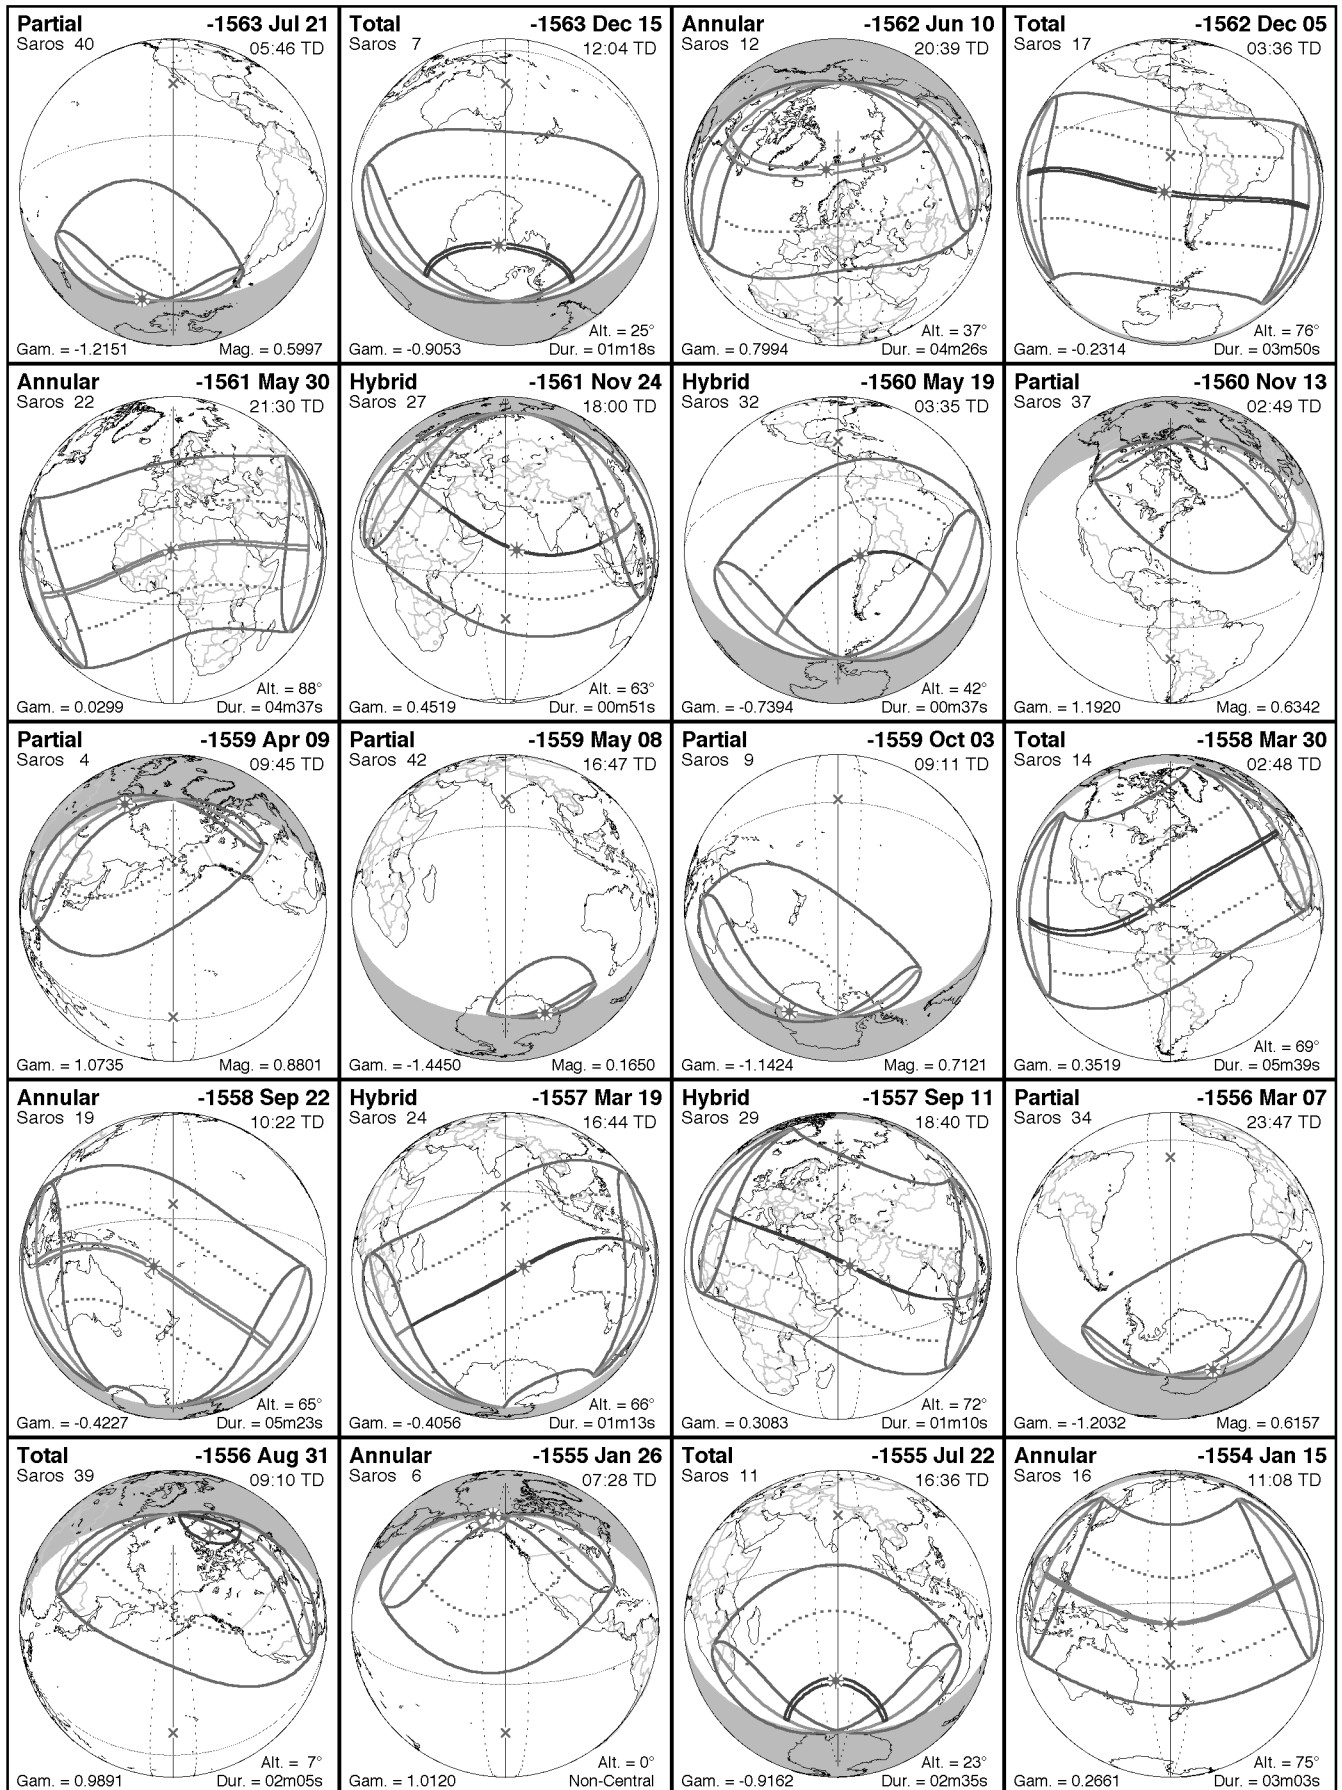 Partial -1563 Jul 21
Saros 40 05:46 TD
Gam. = -1.2151 Mag. = 0.5997
Total -1563 Dec 15
Saros 7 12:04 TD
Alt. = 25°
Gam. = -0.9053 Dur. = 01m18s
Annular -1562 Jun 10
Saros 12 20:39 TD
Alt. = 37°
Gam. = 0.7994 Dur. = 04m26s
Total -1562 Dec 05
Saros 17 03:36 TD
Alt. = 76°
Gam. = -0.2314 Dur. = 03m50s
Annular -1561 May 30
Saros 22 21:30 TD
Alt. = 88°
Gam. = 0.0299 Dur. = 04m37s
Hybrid -1561 Nov 24
Saros 27 18:00 TD
Alt. = 63°
Gam. = 0.4519 Dur. = 00m51s
Hybrid -1560 May 19
Saros 32 03:35 TD
Alt. = 42°
Gam. = -0.7394 Dur. = 00m37s
Partial -1560 Nov 13
Saros 37 02:49 TD
Gam. = 1.1920 Mag. = 0.6342
Partial -1559 Apr 09
Saros 4 09:45 TD
Gam. = 1.0735 Mag. = 0.8801
Partial -1559 May 08
Saros 42 16:47 TD
Gam. = -1.4450 Mag. = 0.1650
Partial -1559 Oct 03
Saros 9 09:11 TD
Gam. = -1.1424 Mag. = 0.7121
Total -1558 Mar 30
Saros 14 02:48 TD
Alt. = 69°
Gam. = 0.3519 Dur. = 05m39s
Annular -1558 Sep 22
Saros 19 10:22 TD
Alt. = 65°
Gam. = -0.4227 Dur. = 05m23s
Hybrid -1557 Mar 19
Saros 24 16:44 TD
Alt. = 66°
Gam. = -0.4056 Dur. = 01m13s
Hybrid -1557 Sep 11
Saros 29 18:40 TD
Alt. = 72°
Gam. = 0.3083 Dur. = 01m10s
Partial -1556 Mar 07
Saros 34 23:47 TD
Gam. = -1.2032 Mag. = 0.6157
Total -1556 Aug 31
Saros 39 09:10 TD
Alt. = 7°
Gam. = 0.9891 Dur. = 02m05s
Annular -1555 Jan 26
Saros 6 07:28 TD
Alt. = 0°
Gam. = 1.0120 Non-Central
Total -1555 Jul 22
Saros 11 16:36 TD
Alt. = 23°
Gam. = -0.9162 Dur. = 02m35s
Annular -1554 Jan 15
Saros 16 11:08 TD
Alt. = 75°
Gam. = 0.2661 Dur. = 03m03s